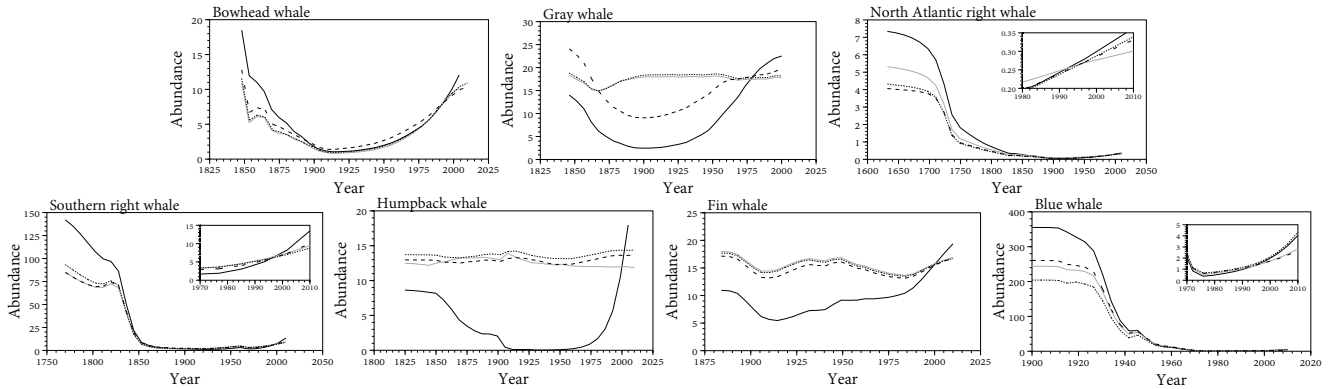 Bowhead whale
Gray whale
North Atlantic right whale
Abundance
20
15
10
5
0
1825 1850 1875 1900 1925 1950 1975 2000 2025
Year
Abundance
30
25
20
15
10
5
0
1825 1850 1875 1900 1925 1950 1975 2000 2025
Year
Abundance
8
7
6
5
4
3
2
1
0
1600 1650 1700 1750 1800 1850 1900 1950 2000 2050
Year
0.35
0.30
0.25
0.20
1980 1990 2000 2010
Southern right whale
Humpback whale
Fin whale
Blue whale
Abundance
150
125
100
75
50
25
0
1750 1800 1850 1900 1950 2000 2050
Year
15
10
5
0
1970 1980 1990 2000 2010
Abundance
20
15
10
5
0
1800 1825 1850 1875 1900 1925 1950 1975 2000 2025
Year
Abundance
25
20
15
10
5
0
1875 1900 1925 1950 1975 2000 2025
Year
Abundance
400
300
200
100
0
1900 1920 1940 1960 1980 2000 2020
Year
5
4
3
2
1
0
1970 1980 1990 2000 2010